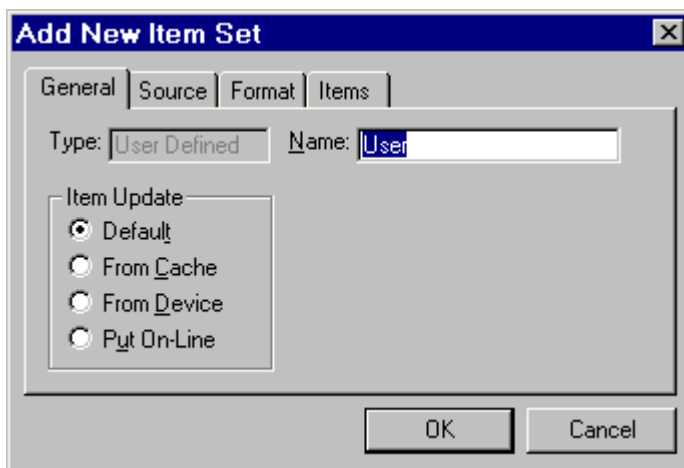 Add New Item Set
General Source Format Items
Type: User Defined Name: User
Item Update
Default
From Cache
From Device
Put On-Line
OK Cancel